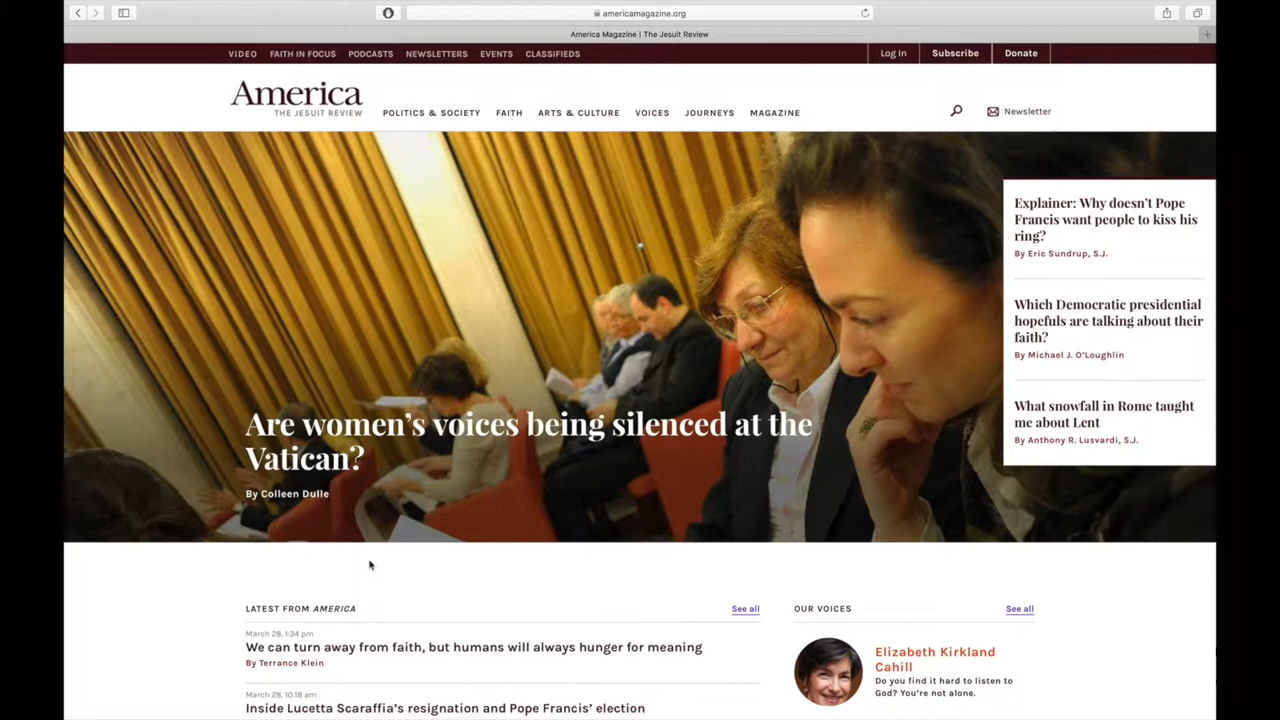 americamagazine.org
America Magazine | The Jesuit Review
VIDEO FAITH IN FOCUS PODCASTS NEWSLETTERS EVENTS CLASSIFIEDS
Log In Subscribe Donate
America
THE JESUIT REVIEW
POLITICS & SOCIETY FAITH ARTS & CULTURE VOICES JOURNEYS MAGAZINE
Newsletter
Are women’s voices being silenced at the
Vatican?
By Colleen Dulle
Explainer: Why doesn’t Pope
Francis want people to kiss his
ring?
By Eric Sundrup, S.J.
Which Democratic presidential
hopefuls are talking about their
faith?
By Michael J. O’Loughlin
What snowfall in Rome taught
me about Lent
By Anthony R. Lusvardi, S.J.
LATEST FROM AMERICA See all
March 28, 1:34 pm
We can turn away from faith, but humans will always hunger for meaning
By Terrance Klein
March 28, 10:18 am
Inside Lucetta Scaraffia’s resignation and Pope Francis’ election
OUR VOICES See all
Elizabeth Kirkland
Cahill
Do you find it hard to listen to
God? You’re not alone.